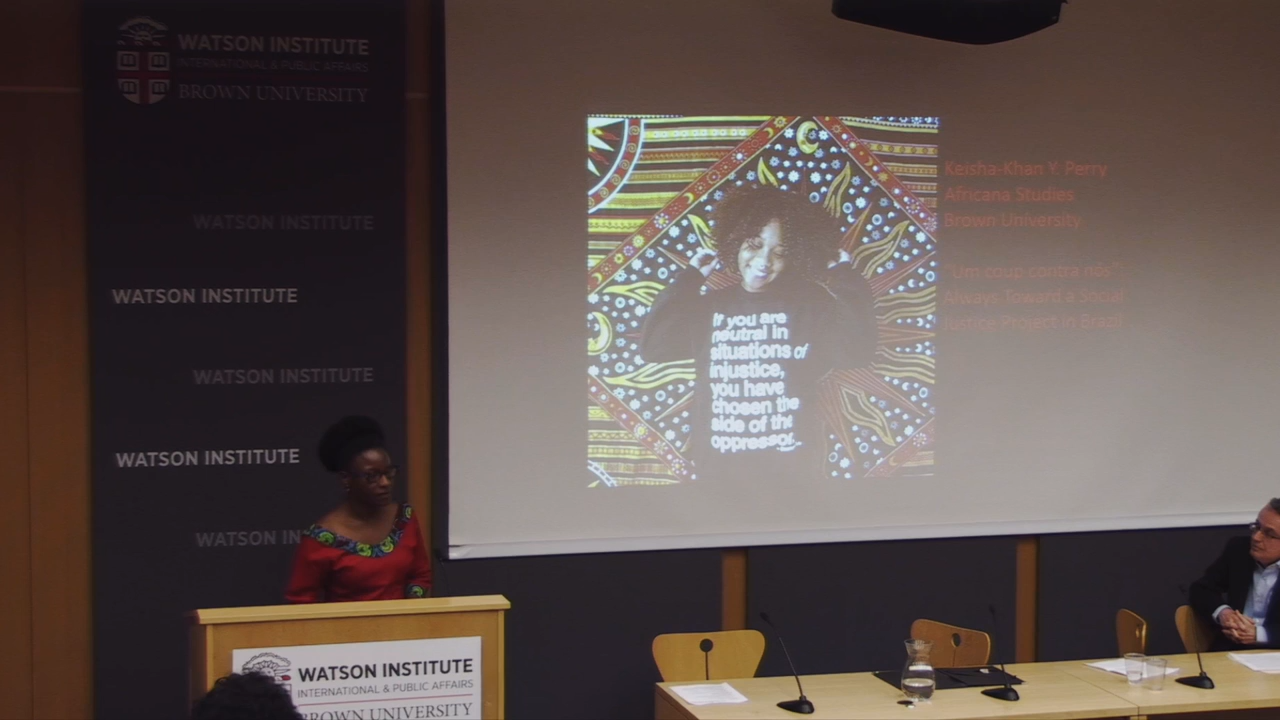 WATSON INSTITUTE
INTERNATIONAL & PUBLIC AFFAIRS
BROWN UNIVERSITY
WATSON INSTITUTE
WATSON INSTITUTE
WATSON INSTITUTE
WATSON INSTITUTE
WATSON IN
Keisha-Khan Y. Perry
Africana Studies
Brown University
"Um coup contra nós":
Always Toward a Social
Justice Project in Brazil
If you are
neutral in
situations of
injustice,
you have
chosen the
side of the
oppressor.
WATSON INSTITUTE
INTERNATIONAL & PUBLIC AFFAIRS
BROWN UNIVERSITY